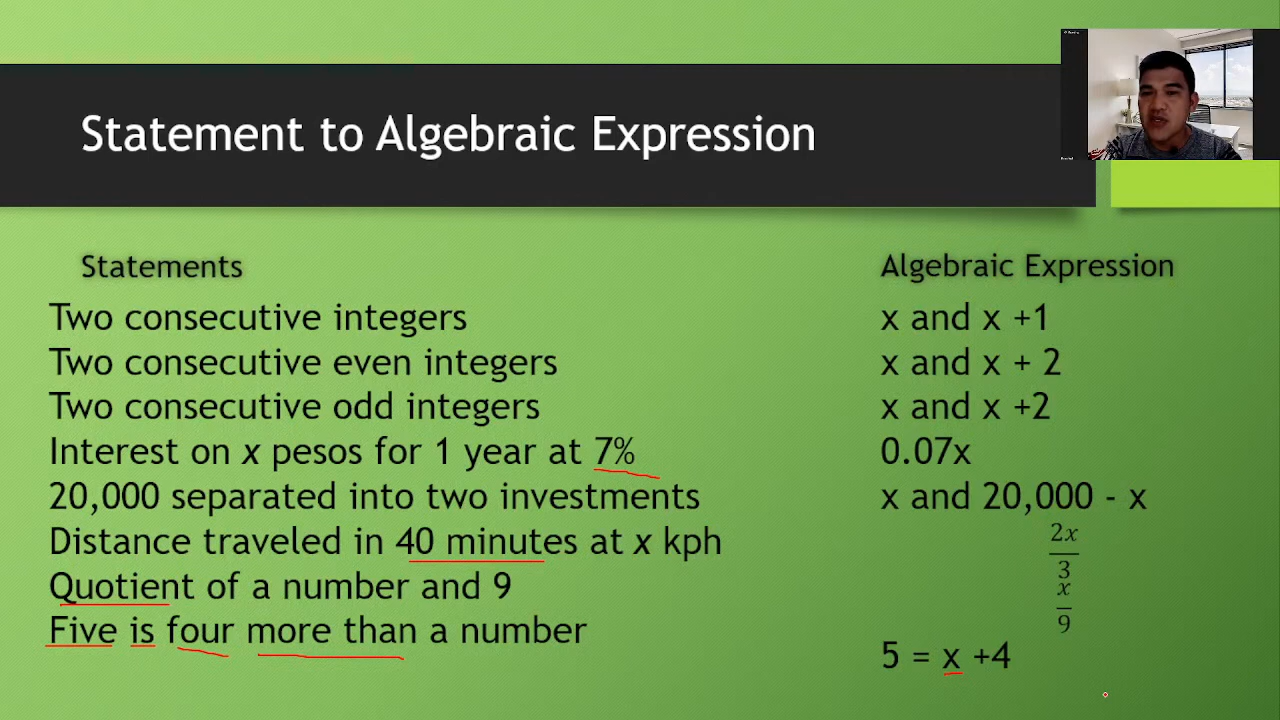 Statement to Algebraic Expression
Statements
Algebraic Expression
Two consecutive integers
x and x +1
Two consecutive even integers
x and x + 2
Two consecutive odd integers
x and x +2
Interest on x pesos for 1 year at 7%
0.07x
20,000 separated into two investments
x and 20,000 - x
Distance traveled in 40 minutes at x kph
2x
3
Quotient of a number and 9
x
9
Five is four more than a number
5 = x +4